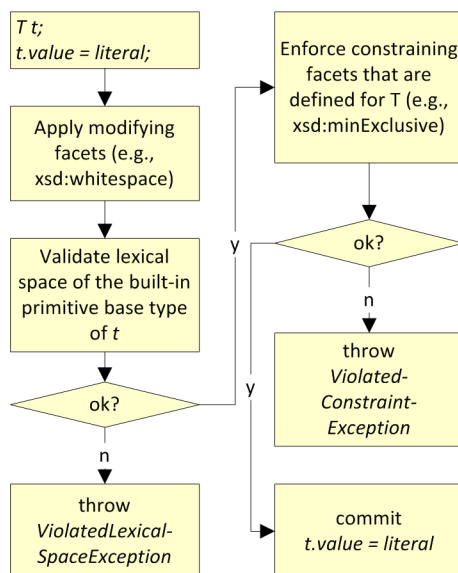 T t;
t.value = literal;
Apply modifying
facets (e.g.,
xsd:whitespace)
Validate lexical
space of the built-in
primitive base type
of t
ok?
y
n
throw
ViolatedLexical-
SpaceException
Enforce constraining
facets that are
defined for T (e.g.,
xsd:minExclusive)
ok?
y
n
throw
Violated-
Constraint-
Exception
commit
t.value = literal